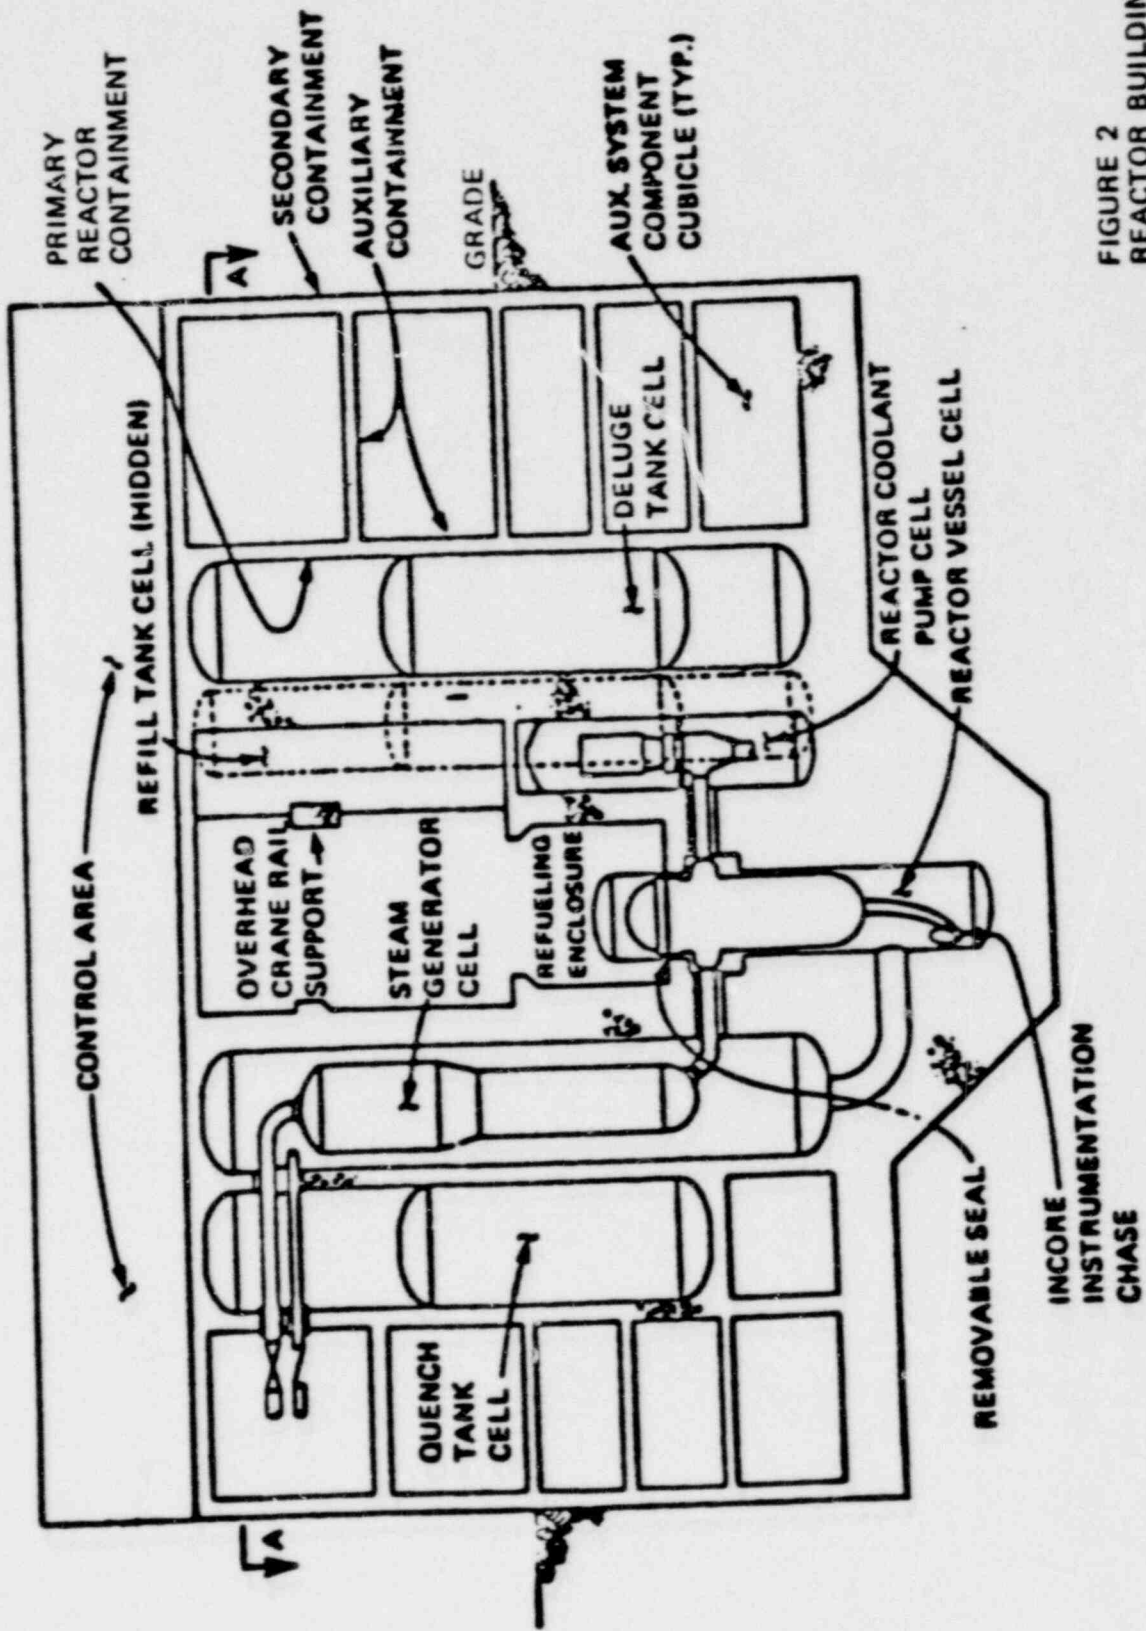 CONTROL AREA
REFILL TANK CELL (HIDDEN)
PRIMARY
REACTOR
CONTAINMENT
A
A
SECONDARY
CONTAINMENT
AUXILIARY
CONTAINMENT
GRADE
OVERHEAD
CRANE RAIL
SUPPORT
STEAM
GENERATOR
CELL
REFUELING
ENCLOSURE
QUENCH
TANK
CELL
DELUGE
TANK CELL
AUX. SYSTEM
COMPONENT
CUBICLE (TYP.)
REACTOR COOLANT
PUMP CELL
REACTOR VESSEL CELL
REMOVABLE SEAL
INCORE
INSTRUMENTATION
CHASE
FIGURE 2
REACTOR